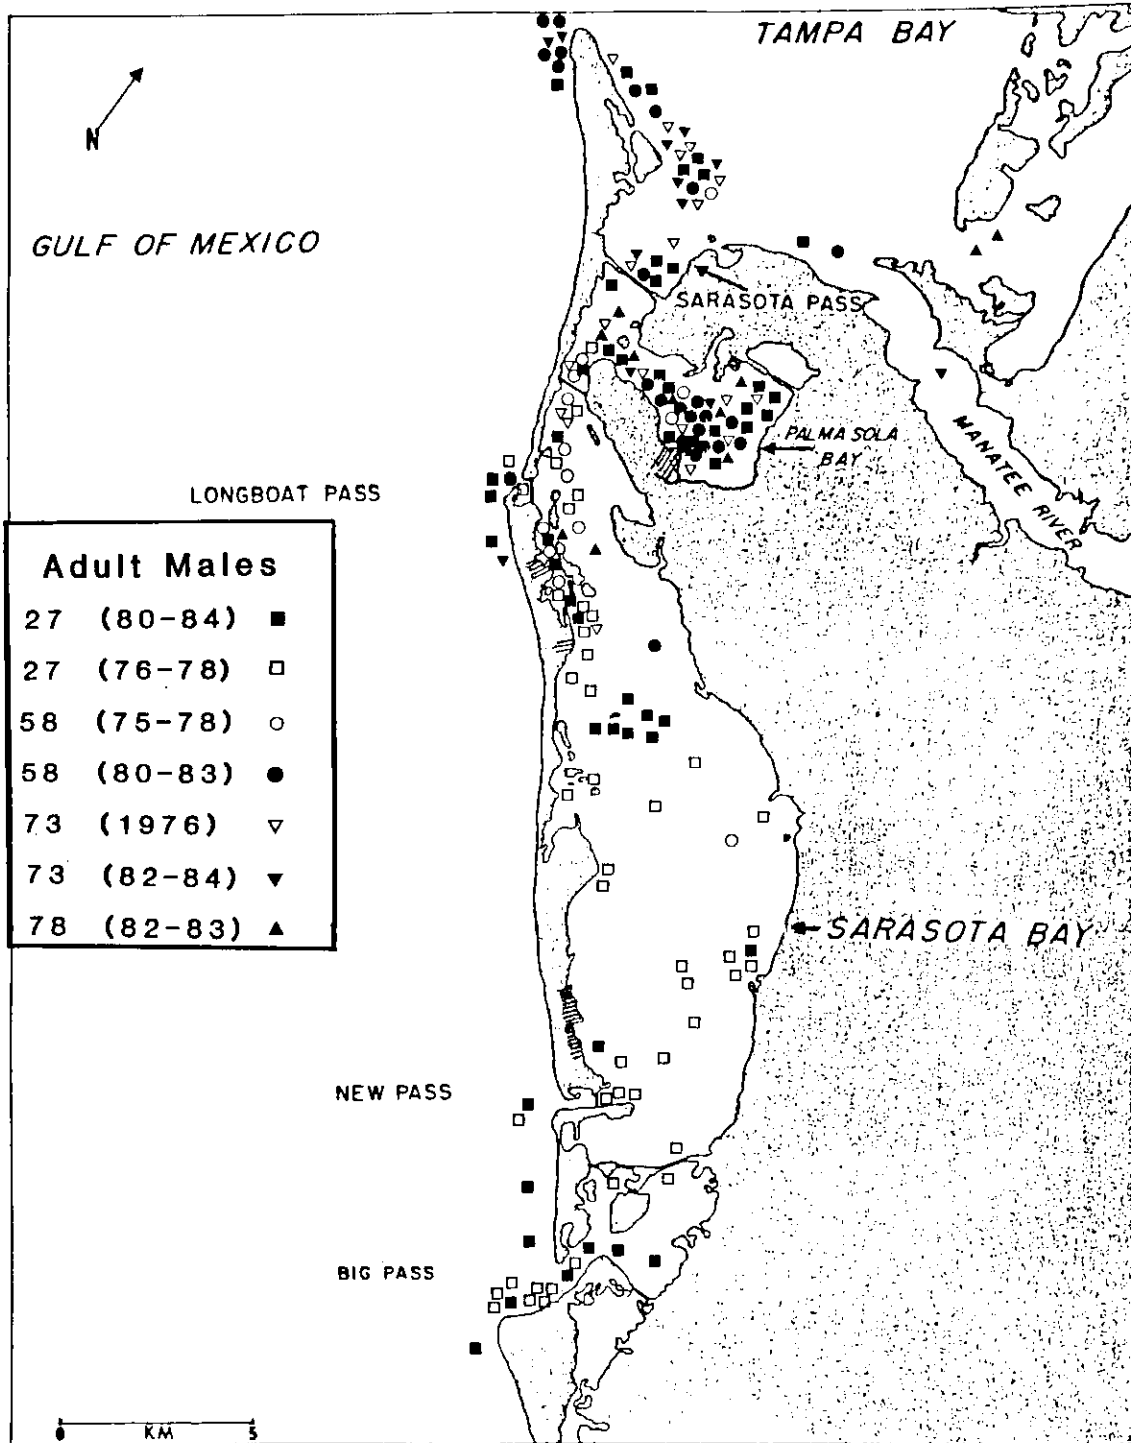 TAMPA BAY
N
GULF OF MEXICO
SARASOTA PASS
PALMA SOLA
BAY
MANATEE RIVER
LONGBOAT PASS
Adult Males
27 (80-84) ■
27 (76-78) □
58 (75-78) ○
58 (80-83) ●
73 (1976) ▽
73 (82-84) ▼
78 (82-83) ▲
SARASOTA BAY
NEW PASS
BIG PASS
0 KM 5